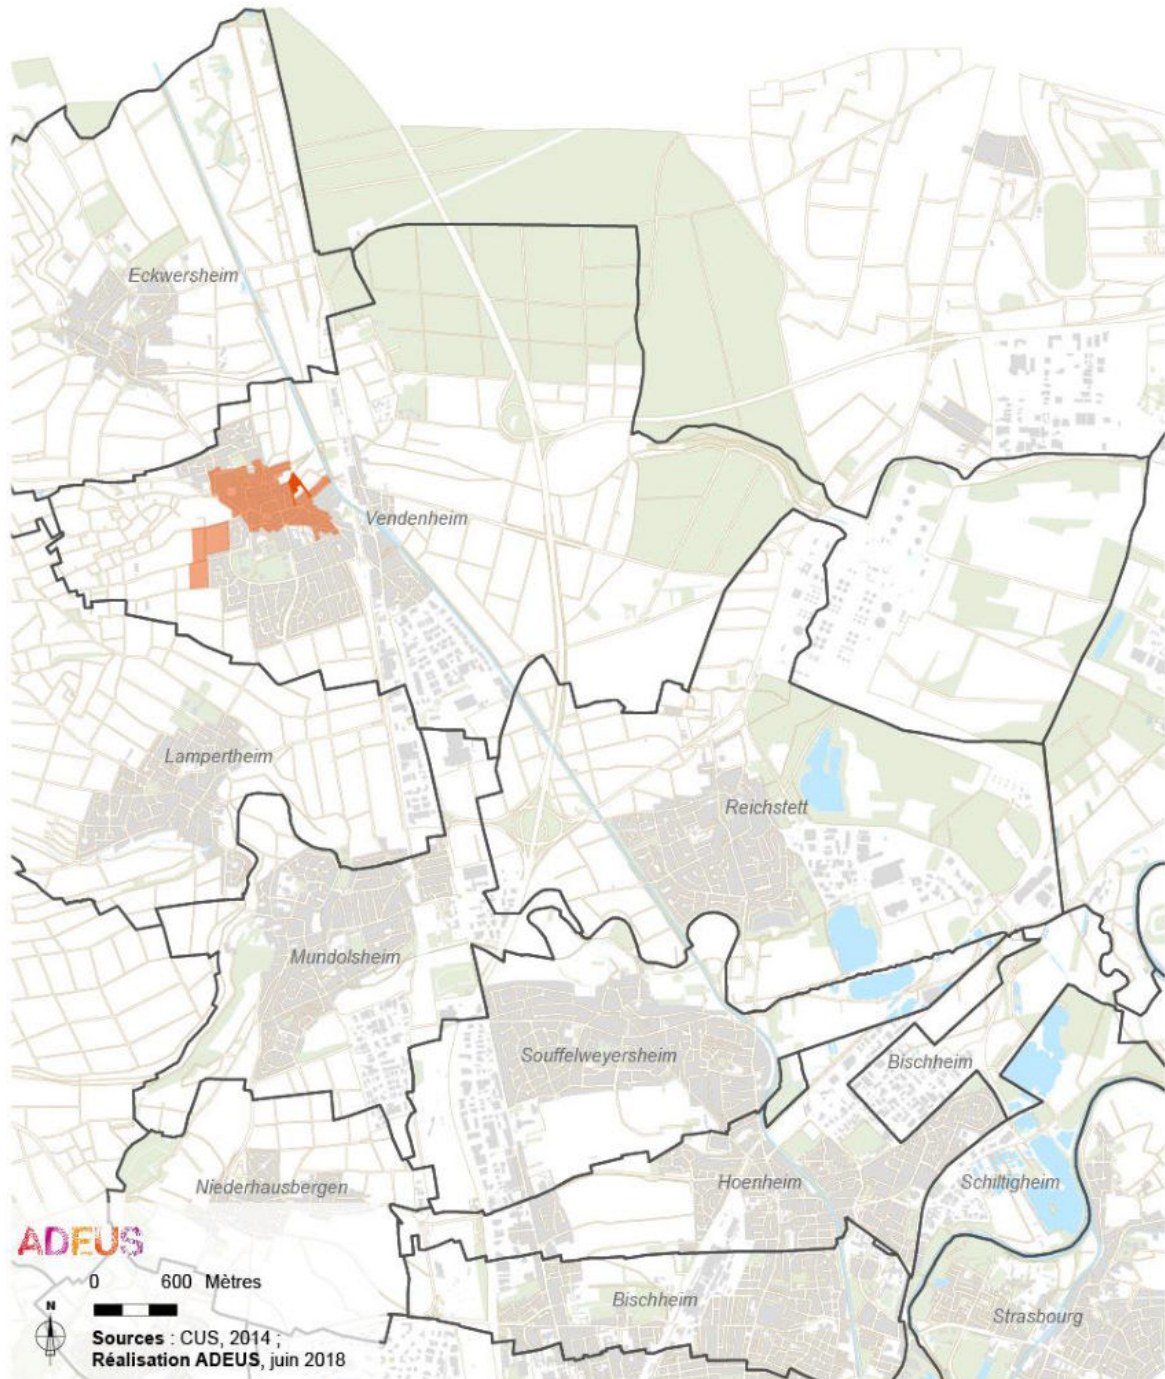 Eckwersheim
Vendenheim
Lampertheim
Reichstett
Mundolsheim
Souffelweyersheim
Bischheim
Niederhausbergen
Hoenheim
Schiltigheim
ADEUS
0 600 Mètres
Bischheim
Strasbourg
N
Sources : CUS, 2014 ;
Réalisation ADEUS, juin 2018